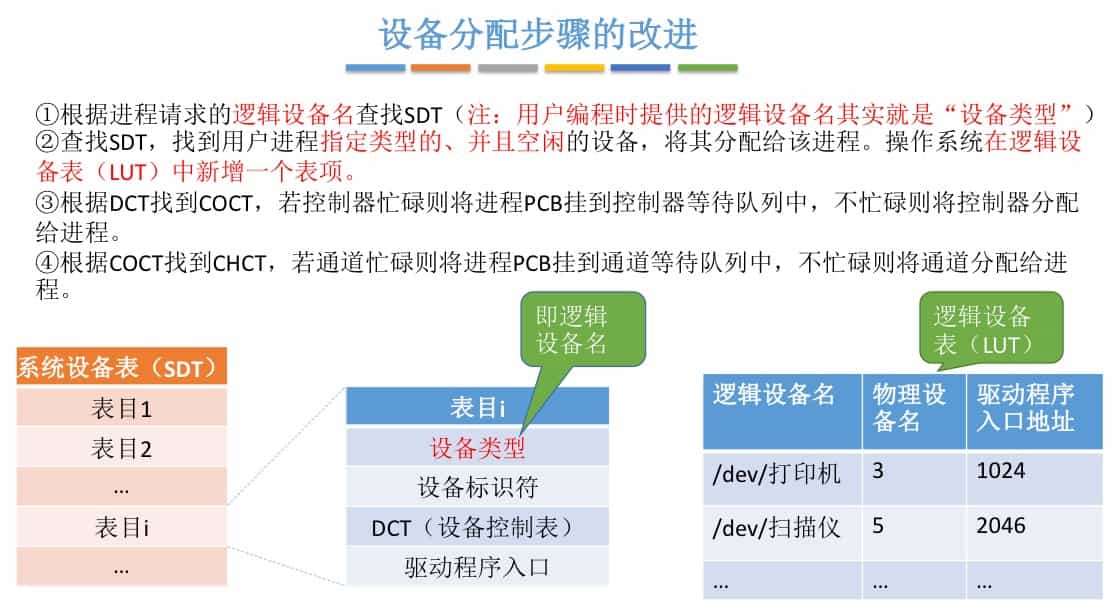 设备分配步骤的改进
①根据进程请求的逻辑设备名查找SDT（注：用户编程时提供的逻辑设备名其实就是“设备类型”）
②查找SDT，找到用户进程指定类型的、并且空闲的设备，将其分配给该进程。操作系统在逻辑设
备表（LUT）中新增一个表项。
③根据DCT找到COCT，若控制器忙碌则将进程PCB挂到控制器等待队列中，不忙碌则将控制器分配
给进程。
④根据COCT找到CHCT，若通道忙碌则将进程PCB挂到通道等待队列中，不忙碌则将通道分配给进
程。
即逻辑
设备名
逻辑设备
表（LUT）
系统设备表（SDT）
表目1
表目2
...
表目i
...
表目i
设备类型
设备标识符
DCT（设备控制表）
驱动程序入口
逻辑设备名 物理设 驱动程序
备名 入口地址
/dev/打印机 3 1024
/dev/扫描仪 5 2046
... ... ...